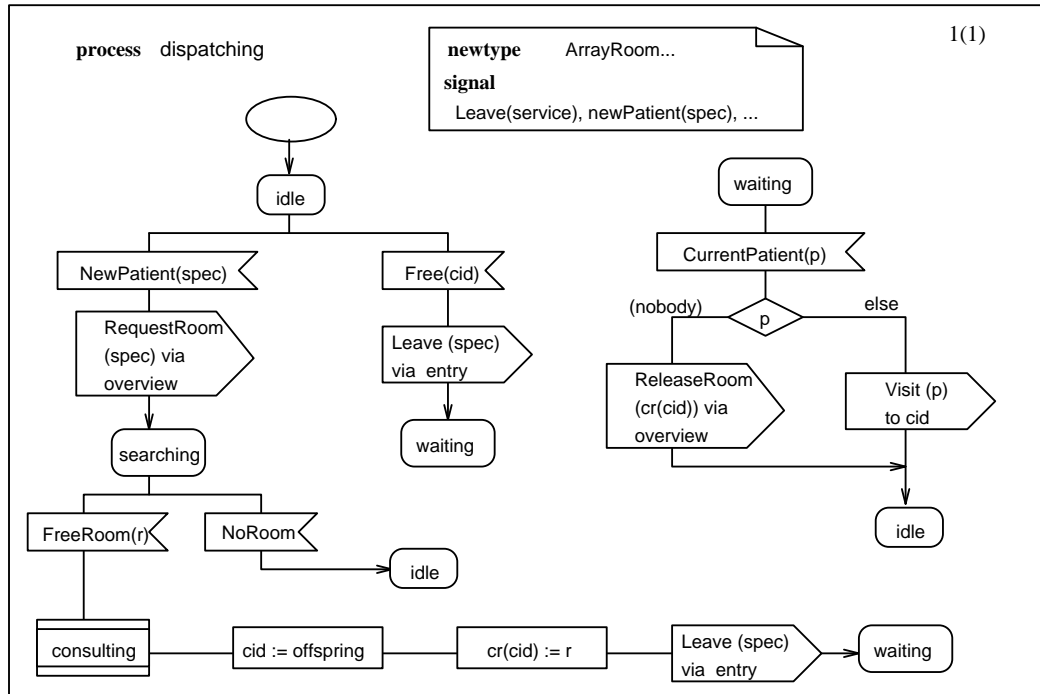 process dispatching
1(1)
newtype ArrayRoom...
signal
Leave(service), newPatient(spec), ...
idle
NewPatient(spec)
Free(cid)
RequestRoom
(spec) via
overview
Leave (spec)
via entry
searching
waiting
FreeRoom(r)
NoRoom
idle
waiting
CurrentPatient(p)
(nobody)
p
else
ReleaseRoom
(cr(cid)) via
overview
Visit (p)
to cid
idle
consulting
cid := offspring
cr(cid) := r
Leave (spec)
via entry
waiting